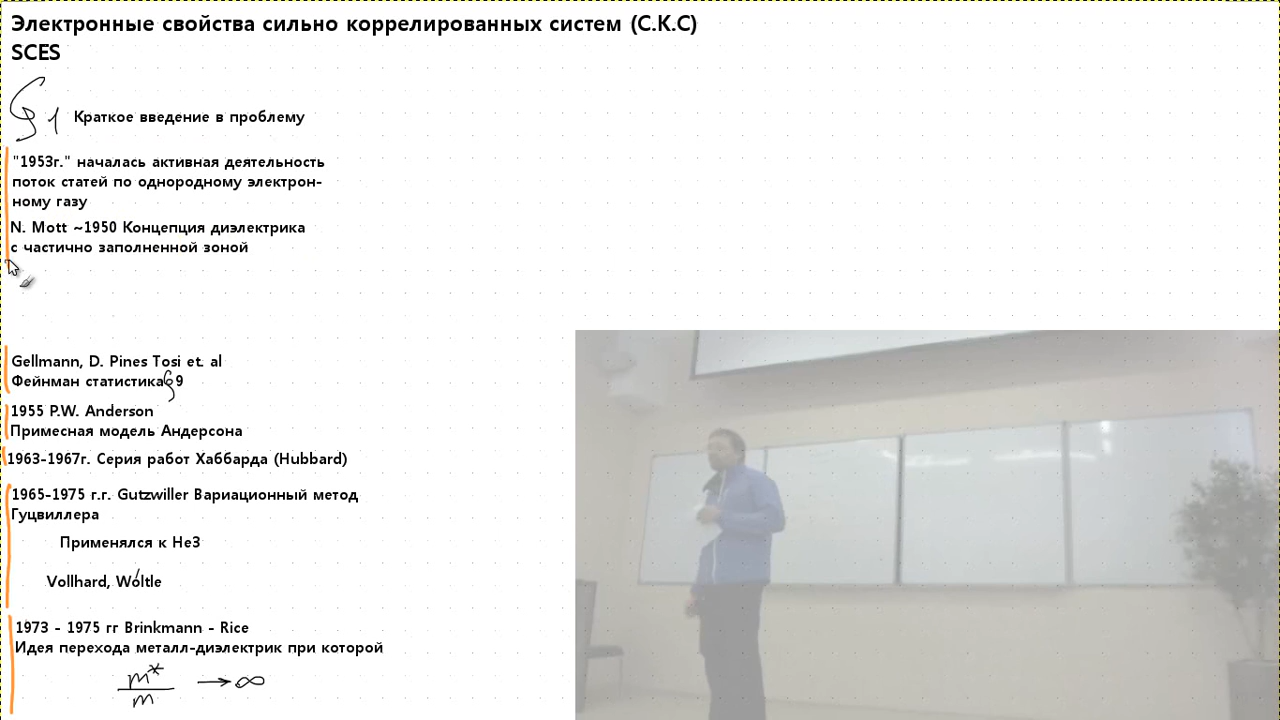 Электронные свойства сильно коррелированных систем (С.К.С)
SCES
§ 1 Краткое введение в проблему
"1953г." началась активная деятельность
поток статей по однородному электрон-
ному газу
N. Mott ~1950 Концепция диэлектрика
с частично заполненной зоной
Gellmann, D. Pines Tosi et. al
Фейнман статистика § 9
1955 P.W. Anderson
Примесная модель Андерсона
1963-1967г. Серия работ Хаббарда (Hubbard)
1965-1975 г.г. Gutzwiller Вариационный метод
Гуцвиллера
Применялся к He3
Vollhard, Wóltle
1973 - 1975 гг Brinkmann - Rice
Идея перехода металл-диэлектрик при которой
m*/m → ∞